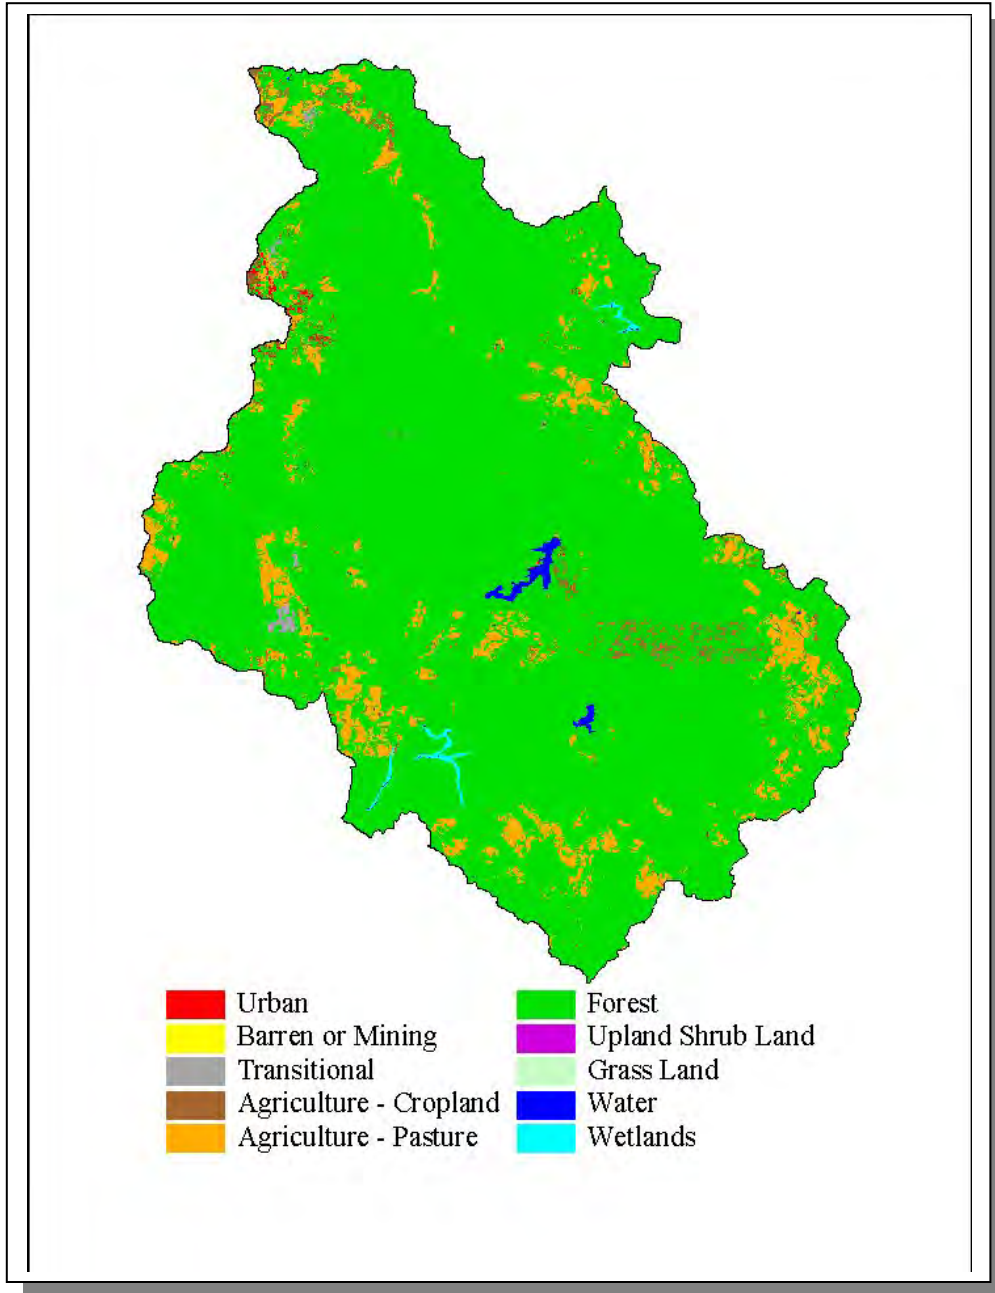 Urban
Barren or Mining
Transitional
Agriculture - Cropland
Agriculture - Pasture
Forest
Upland Shrub Land
Grass Land
Water
Wetlands